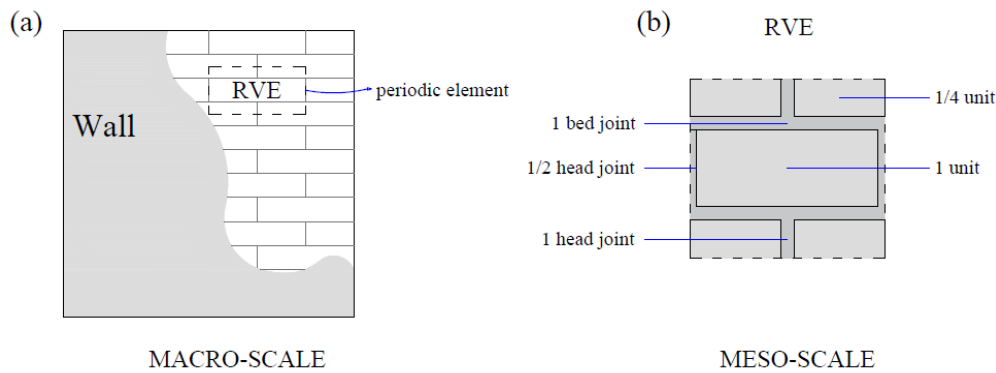 (a)
RVE
periodic element
Wall
MACRO-SCALE
(b)
RVE
1/4 unit
1 bed joint
1/2 head joint
1 unit
1 head joint
MESO-SCALE